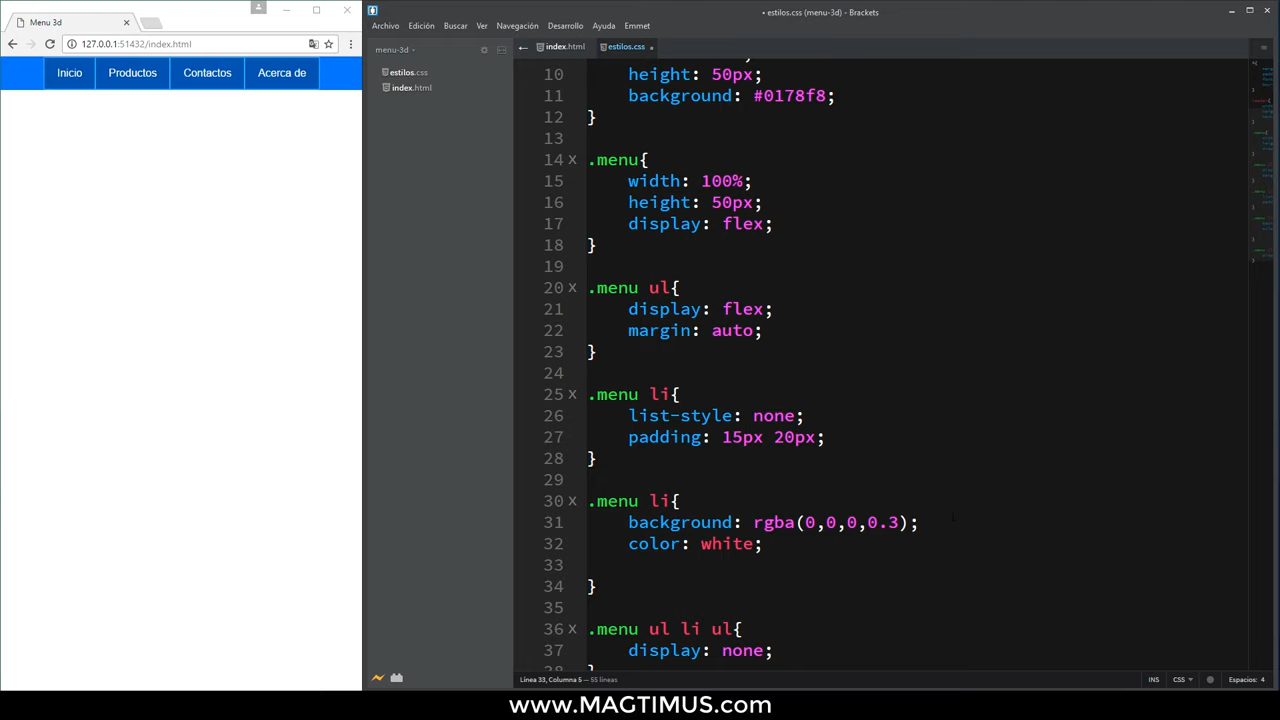 Menu 3d
127.0.0.1:51432/index.html
Inicio Productos Contactos Acerca de
• estilos.css (menu-3d) - Brackets
Archivo Edición Buscar Ver Navegación Desarrollo Ayuda Emmet
menu-3d
index.html estilos.css
estilos.css
index.html
10 height: 50px;
11 background: #0178f8;
12 }
13
14 .menu{
15 width: 100%;
16 height: 50px;
17 display: flex;
18 }
19
20 .menu ul{
21 display: flex;
22 margin: auto;
23 }
24
25 .menu li{
26 list-style: none;
27 padding: 15px 20px;
28 }
29
30 .menu li{
31 background: rgba(0,0,0,0.3);
32 color: white;
33
34 }
35
36 .menu ul li ul{
37 display: none;
38 }
Línea 33, Columna 5 — 55 líneas
INS CSS Espacios: 4
www.MAGTIMUS.com